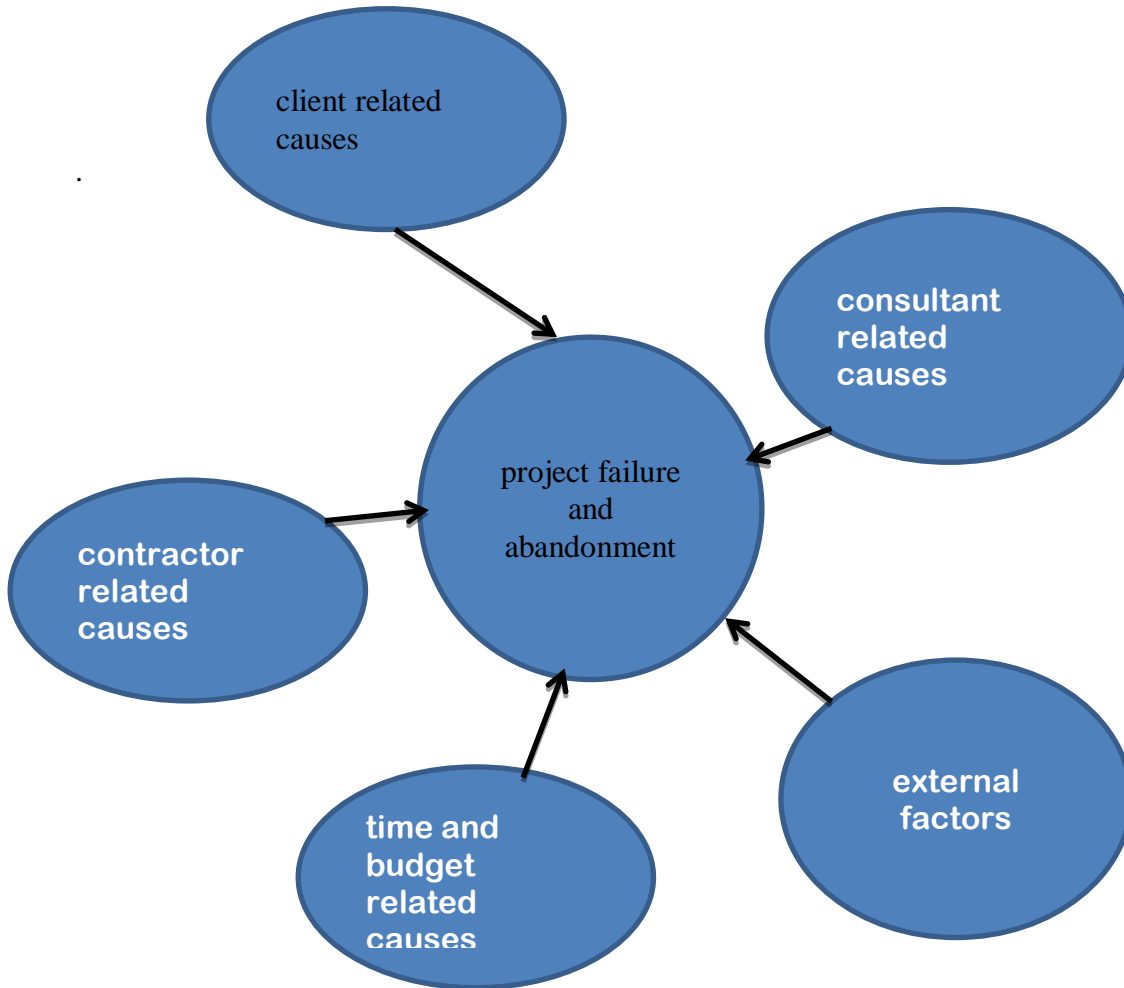 client related
causes
.
consultant
related
causes
project failure
and
abandonment
contractor
related
causes
external
factors
time and
budget
related
causes